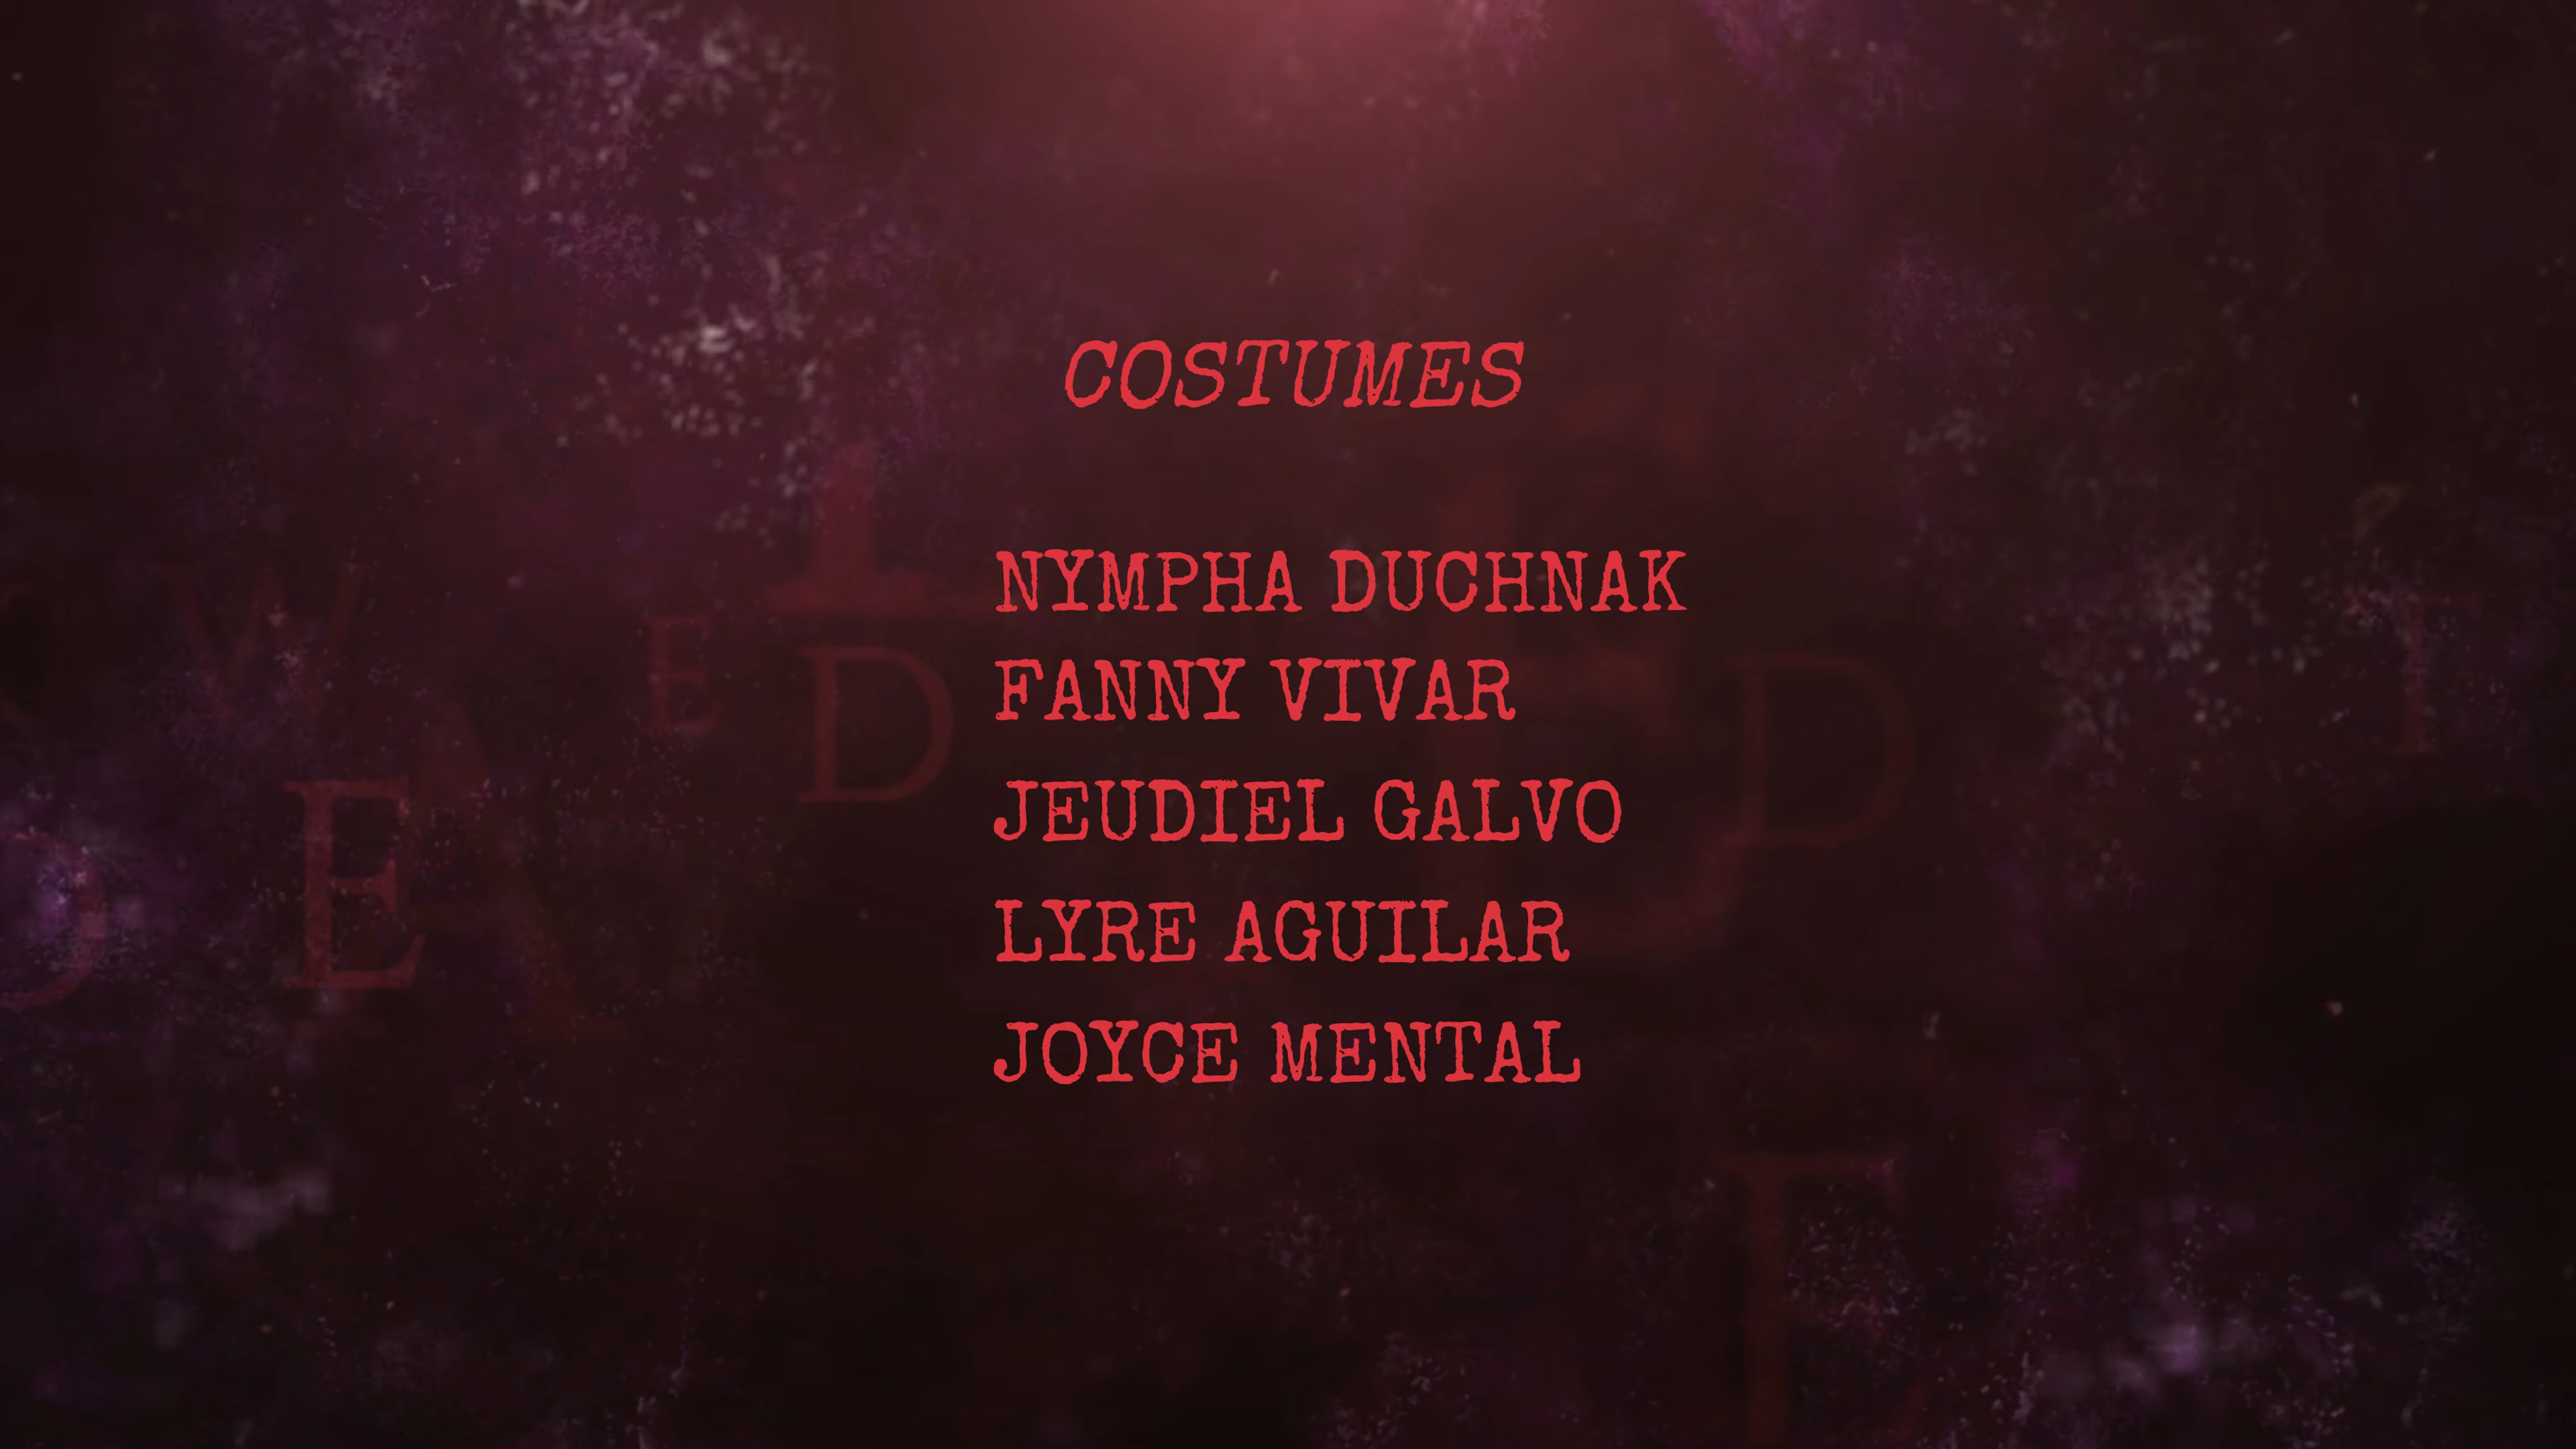 COSTUMES
NYMPHA DUCHNAK
FANNY VIVAR
JEUDIEL GALVO
LYRE AGUILAR
JOYCE MENTAL